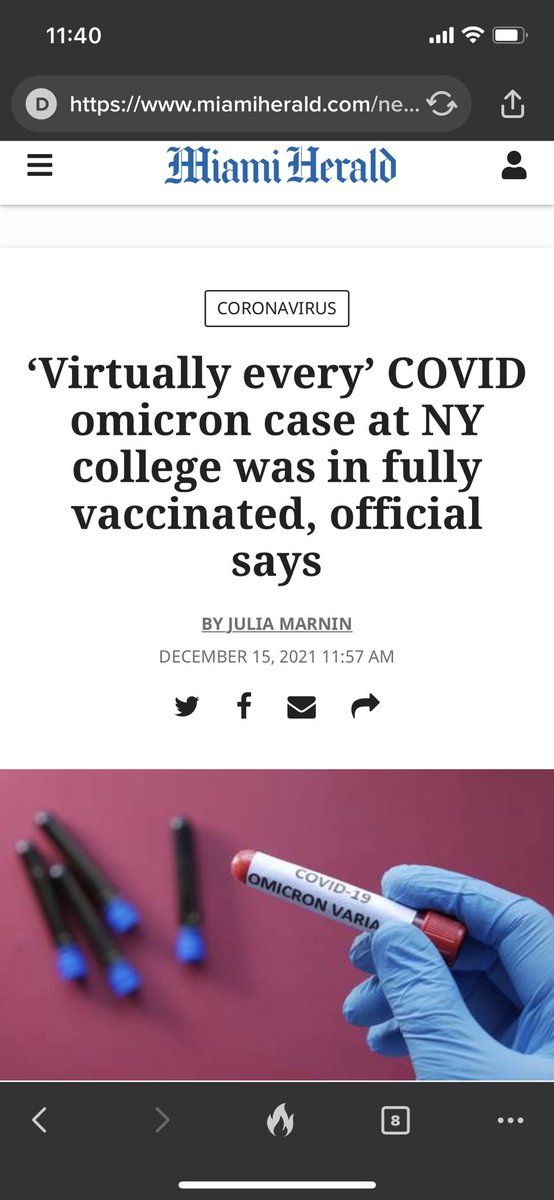 11:40
D
https://www.miamiherald.com/ne...
Miami Herald
CORONAVIRUS
‘Virtually every’ COVID
omicron case at NY
college was in fully
vaccinated, official
says
BY JULIA MARNIN
DECEMBER 15, 2021 11:57 AM
COVID-19
OMICRON VARIA
8